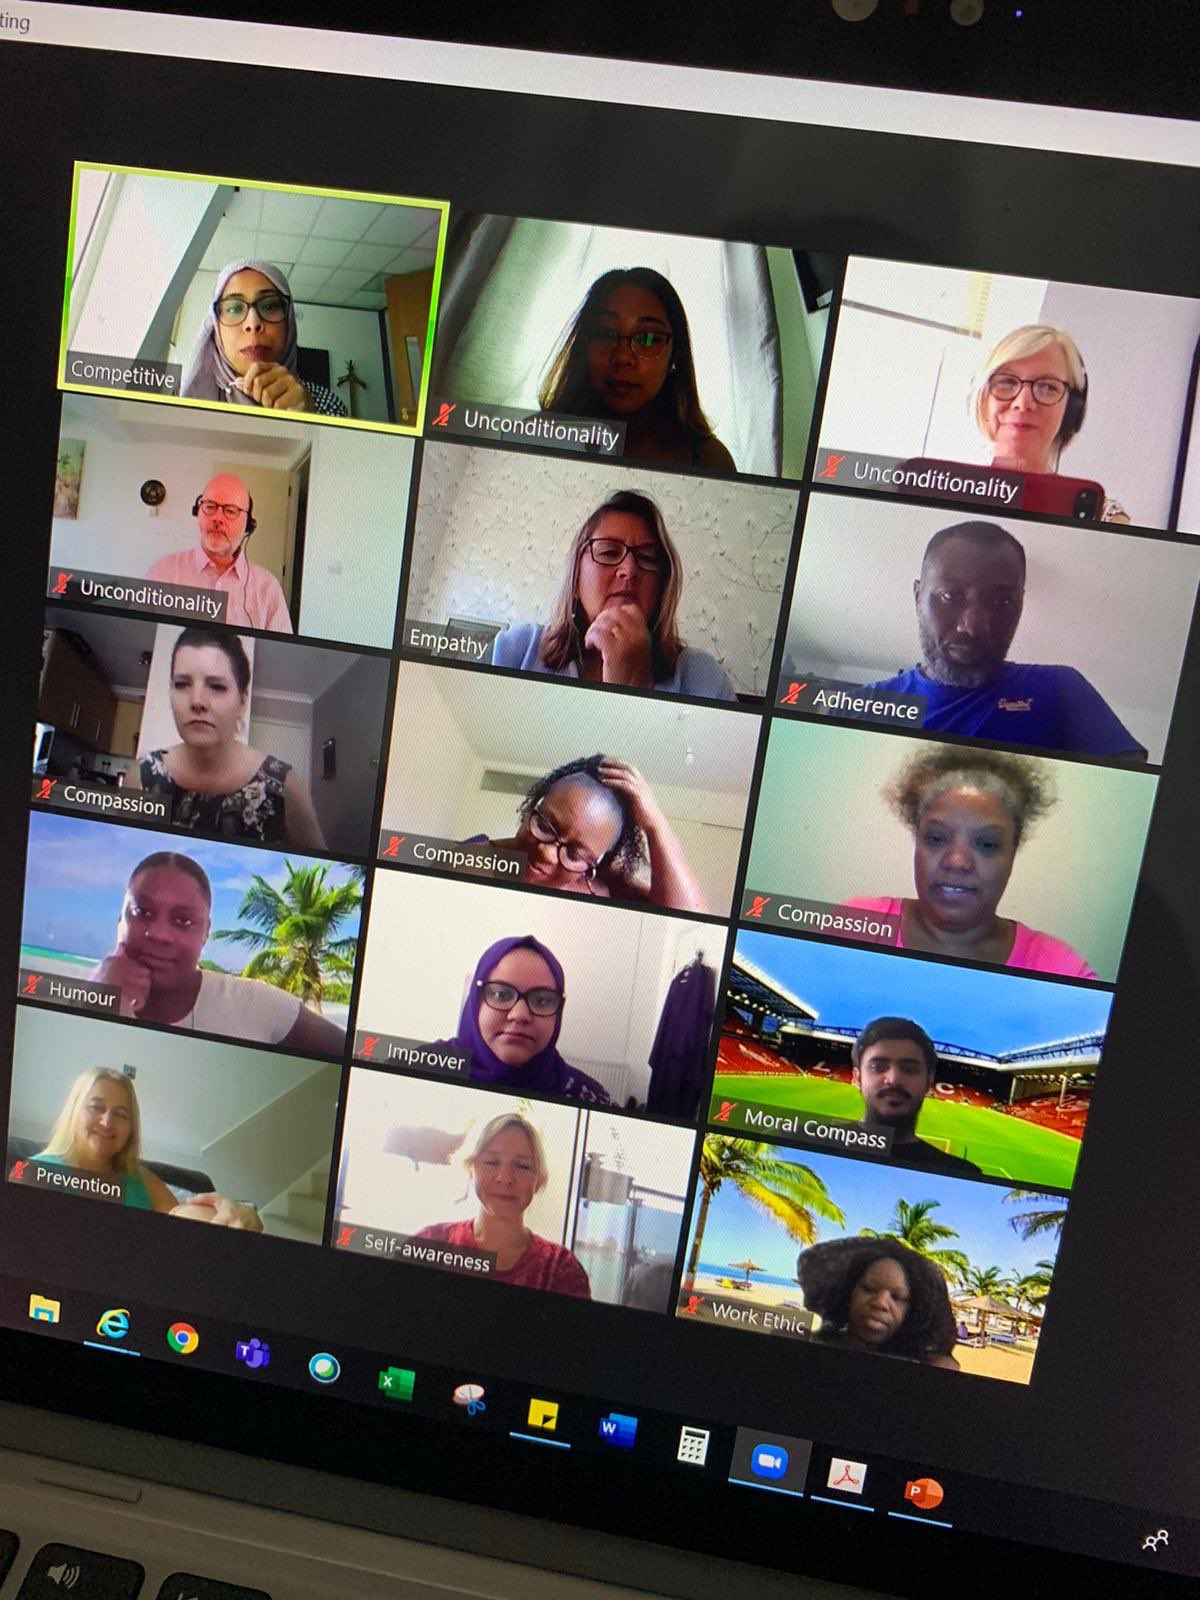 ting
Competitive
Unconditionality
Unconditionality
Unconditionality
Empathy
Adherence
Compassion
Compassion
Compassion
Humour
Improver
Moral Compass
Prevention
Self-awareness
Work Ethic